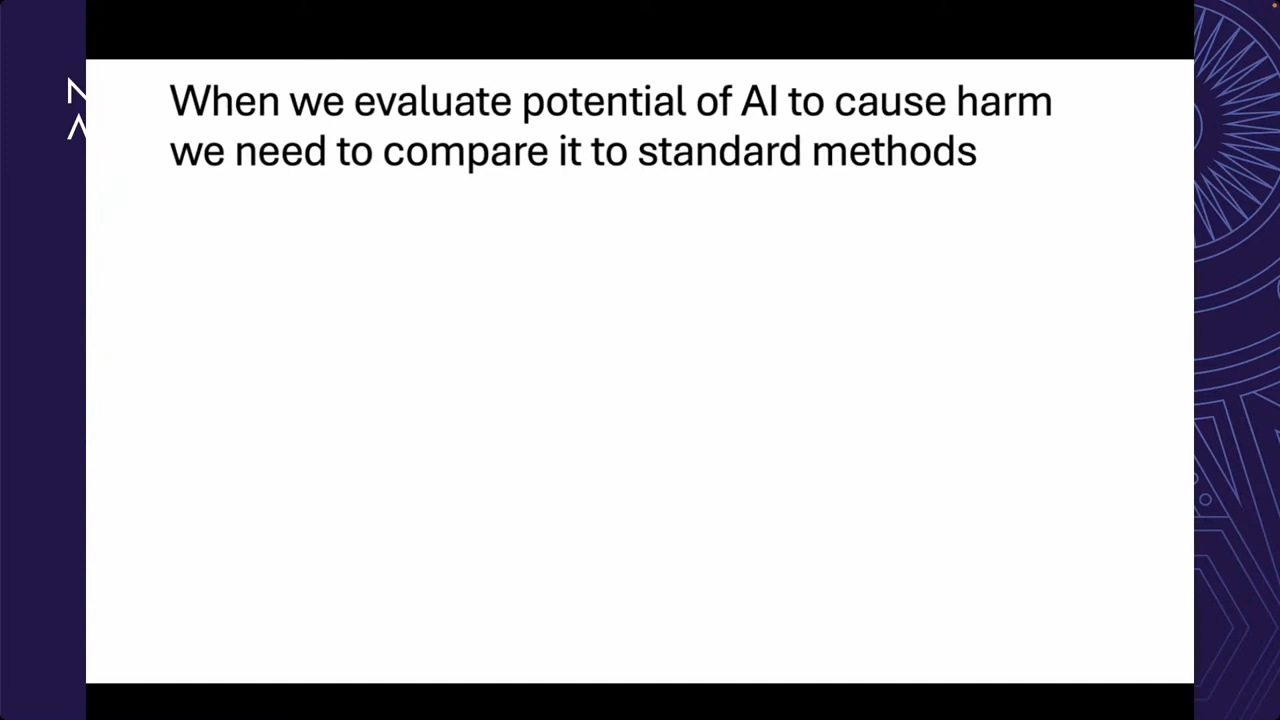 When we evaluate potential of AI to cause harm
we need to compare it to standard methods